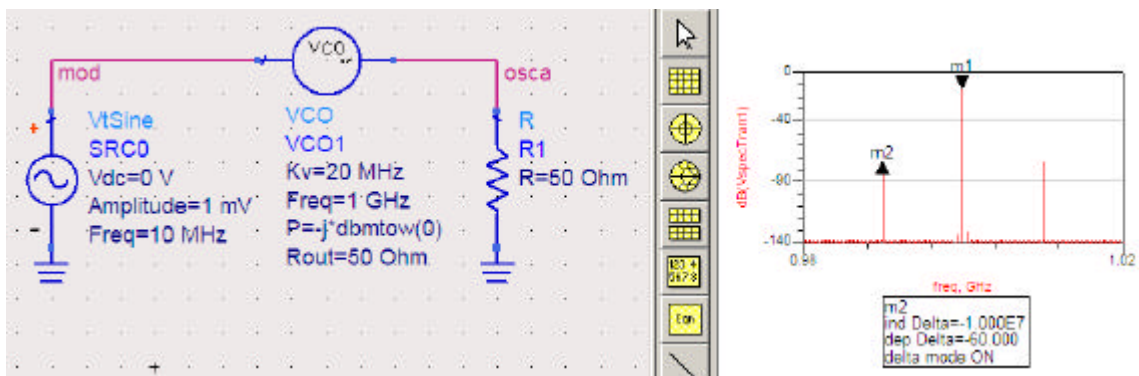 VCO
mod
osca
VtSine
SRC0
Vdc=0 V
Amplitude=1 mV
Freq=10 MHz
VCO
VCO1
Kv=20 MHz
Freq=1 GHz
P=-j*dbmtow(0)
Rout=50 Ohm
R
R1
R=50 Ohm
Eqn
m1
m2
0
-40
-90
-140
dB(VspecTran1)
0.98
1.02
freq, GHz
m2
ind Delta=-1.000E7
dep Delta=-60.000
delta mode ON